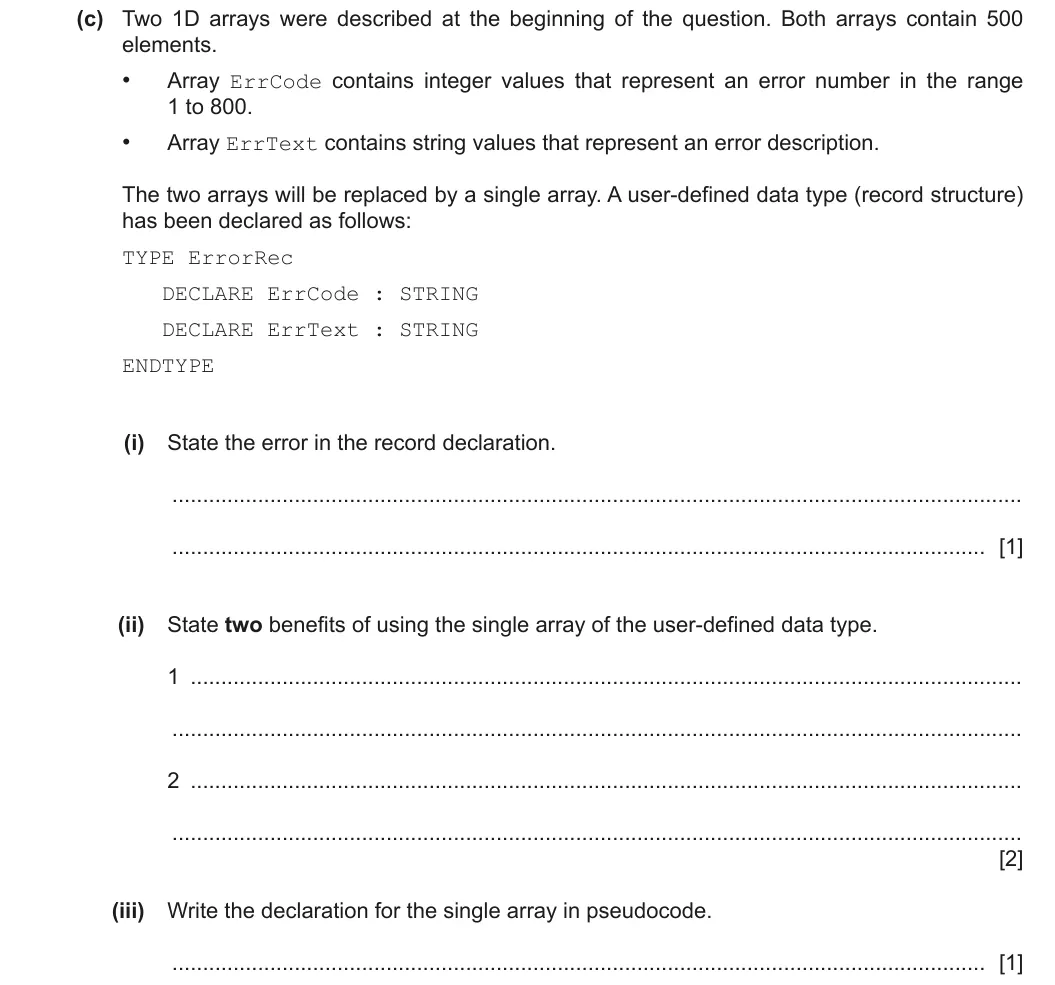 (c) Two 1D arrays were described at the beginning of the question. Both arrays contain 500
elements.
• Array ErrCode contains integer values that represent an error number in the range
1 to 800.
• Array ErrText contains string values that represent an error description.
The two arrays will be replaced by a single array. A user-defined data type (record structure)
has been declared as follows:
TYPE ErrorRec
DECLARE ErrCode : STRING
DECLARE ErrText : STRING
ENDTYPE
(i) State the error in the record declaration.
...................................................................................................................................
............................................................................................................................. [1]
(ii) State two benefits of using the single array of the user-defined data type.
1 ................................................................................................................................
...................................................................................................................................
2 ................................................................................................................................
...................................................................................................................................
[2]
(iii) Write the declaration for the single array in pseudocode.
............................................................................................................................. [1]